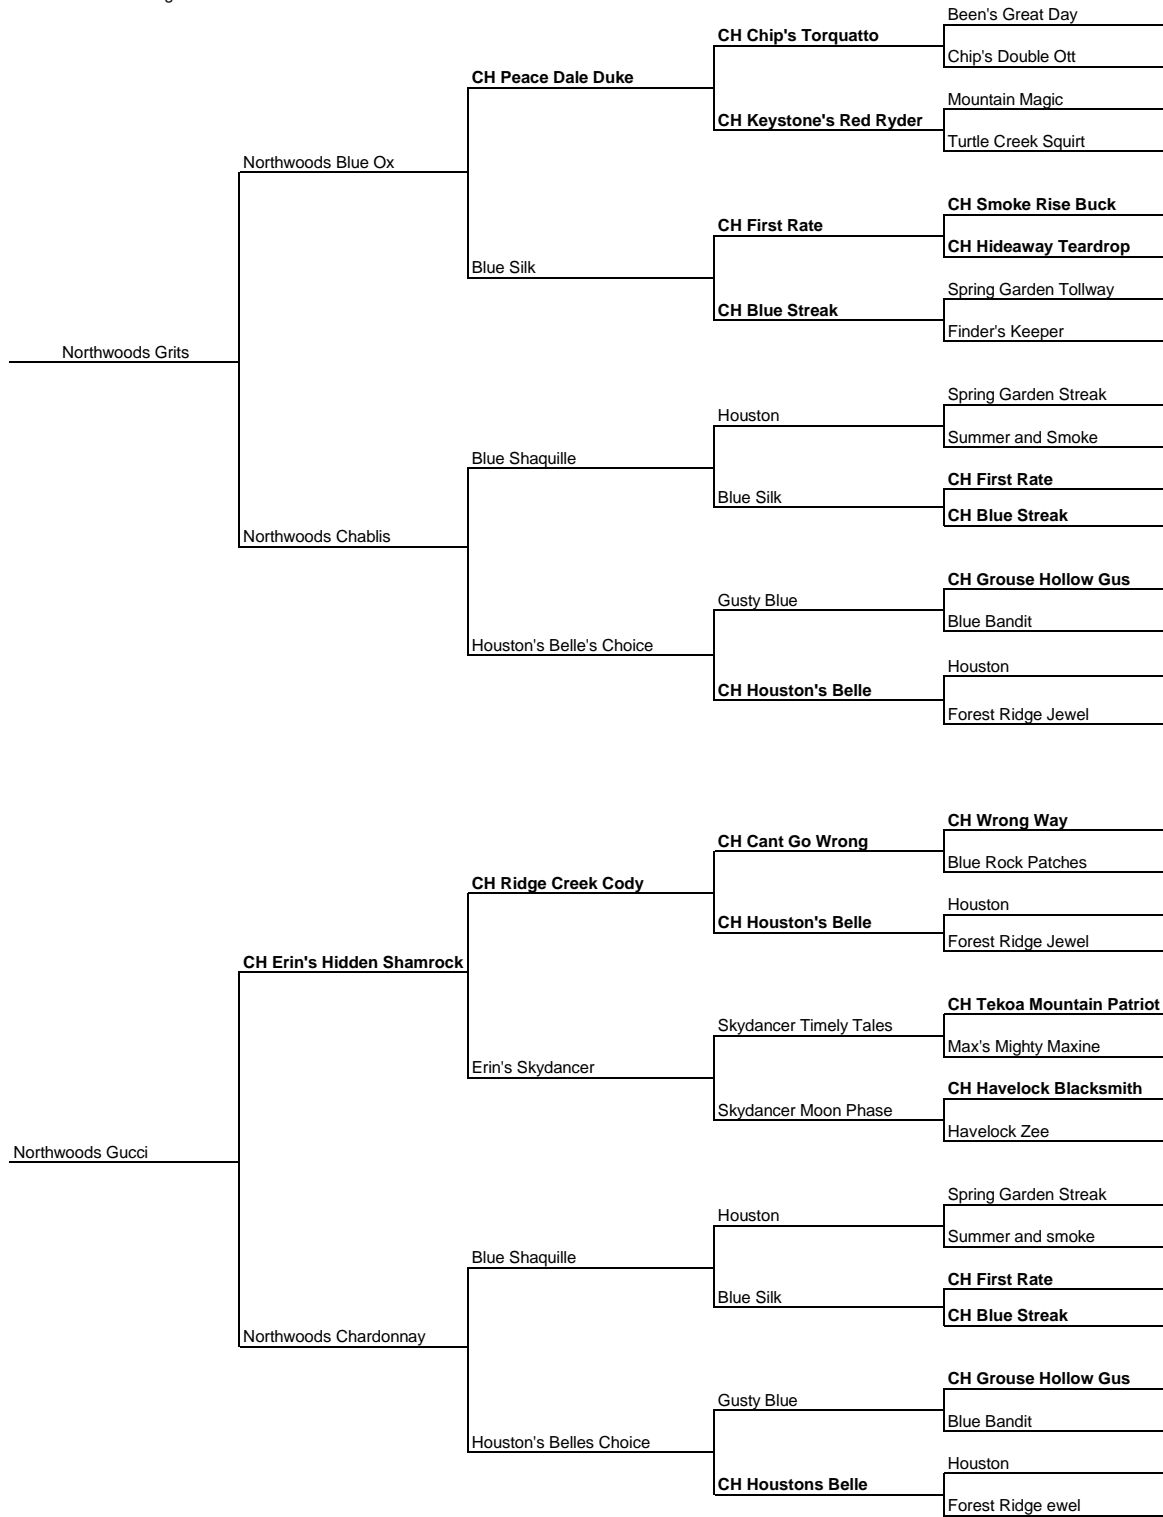 Been's Great Day
CH Chip's Torquatto
Chip's Double Ott
CH Peace Dale Duke
Mountain Magic
CH Keystone's Red Ryder
Turtle Creek Squirt
Northwoods Blue Ox
CH Smoke Rise Buck
CH First Rate
CH Hideaway Teardrop
Blue Silk
Spring Garden Tollway
CH Blue Streak
Finder's Keeper
Northwoods Grits
Spring Garden Streak
Houston
Summer and Smoke
Blue Shaquille
CH First Rate
Blue Silk
CH Blue Streak
Northwoods Chablis
CH Grouse Hollow Gus
Gusty Blue
Blue Bandit
Houston's Belle's Choice
Houston
CH Houston's Belle
Forest Ridge Jewel
CH Wrong Way
CH Cant Go Wrong
Blue Rock Patches
CH Ridge Creek Cody
Houston
CH Houston's Belle
Forest Ridge Jewel
CH Erin's Hidden Shamrock
CH Tekoa Mountain Patriot
Skydancer Timely Tales
Max's Mighty Maxine
Erin's Skydancer
CH Havelock Blacksmith
Skydancer Moon Phase
Havelock Zee
Northwoods Gucci
Spring Garden Streak
Houston
Summer and smoke
Blue Shaquille
CH First Rate
Blue Silk
CH Blue Streak
Northwoods Chardonnay
CH Grouse Hollow Gus
Gusty Blue
Blue Bandit
Houston's Belles Choice
Houston
CH Houstons Belle
Forest Ridge ewel